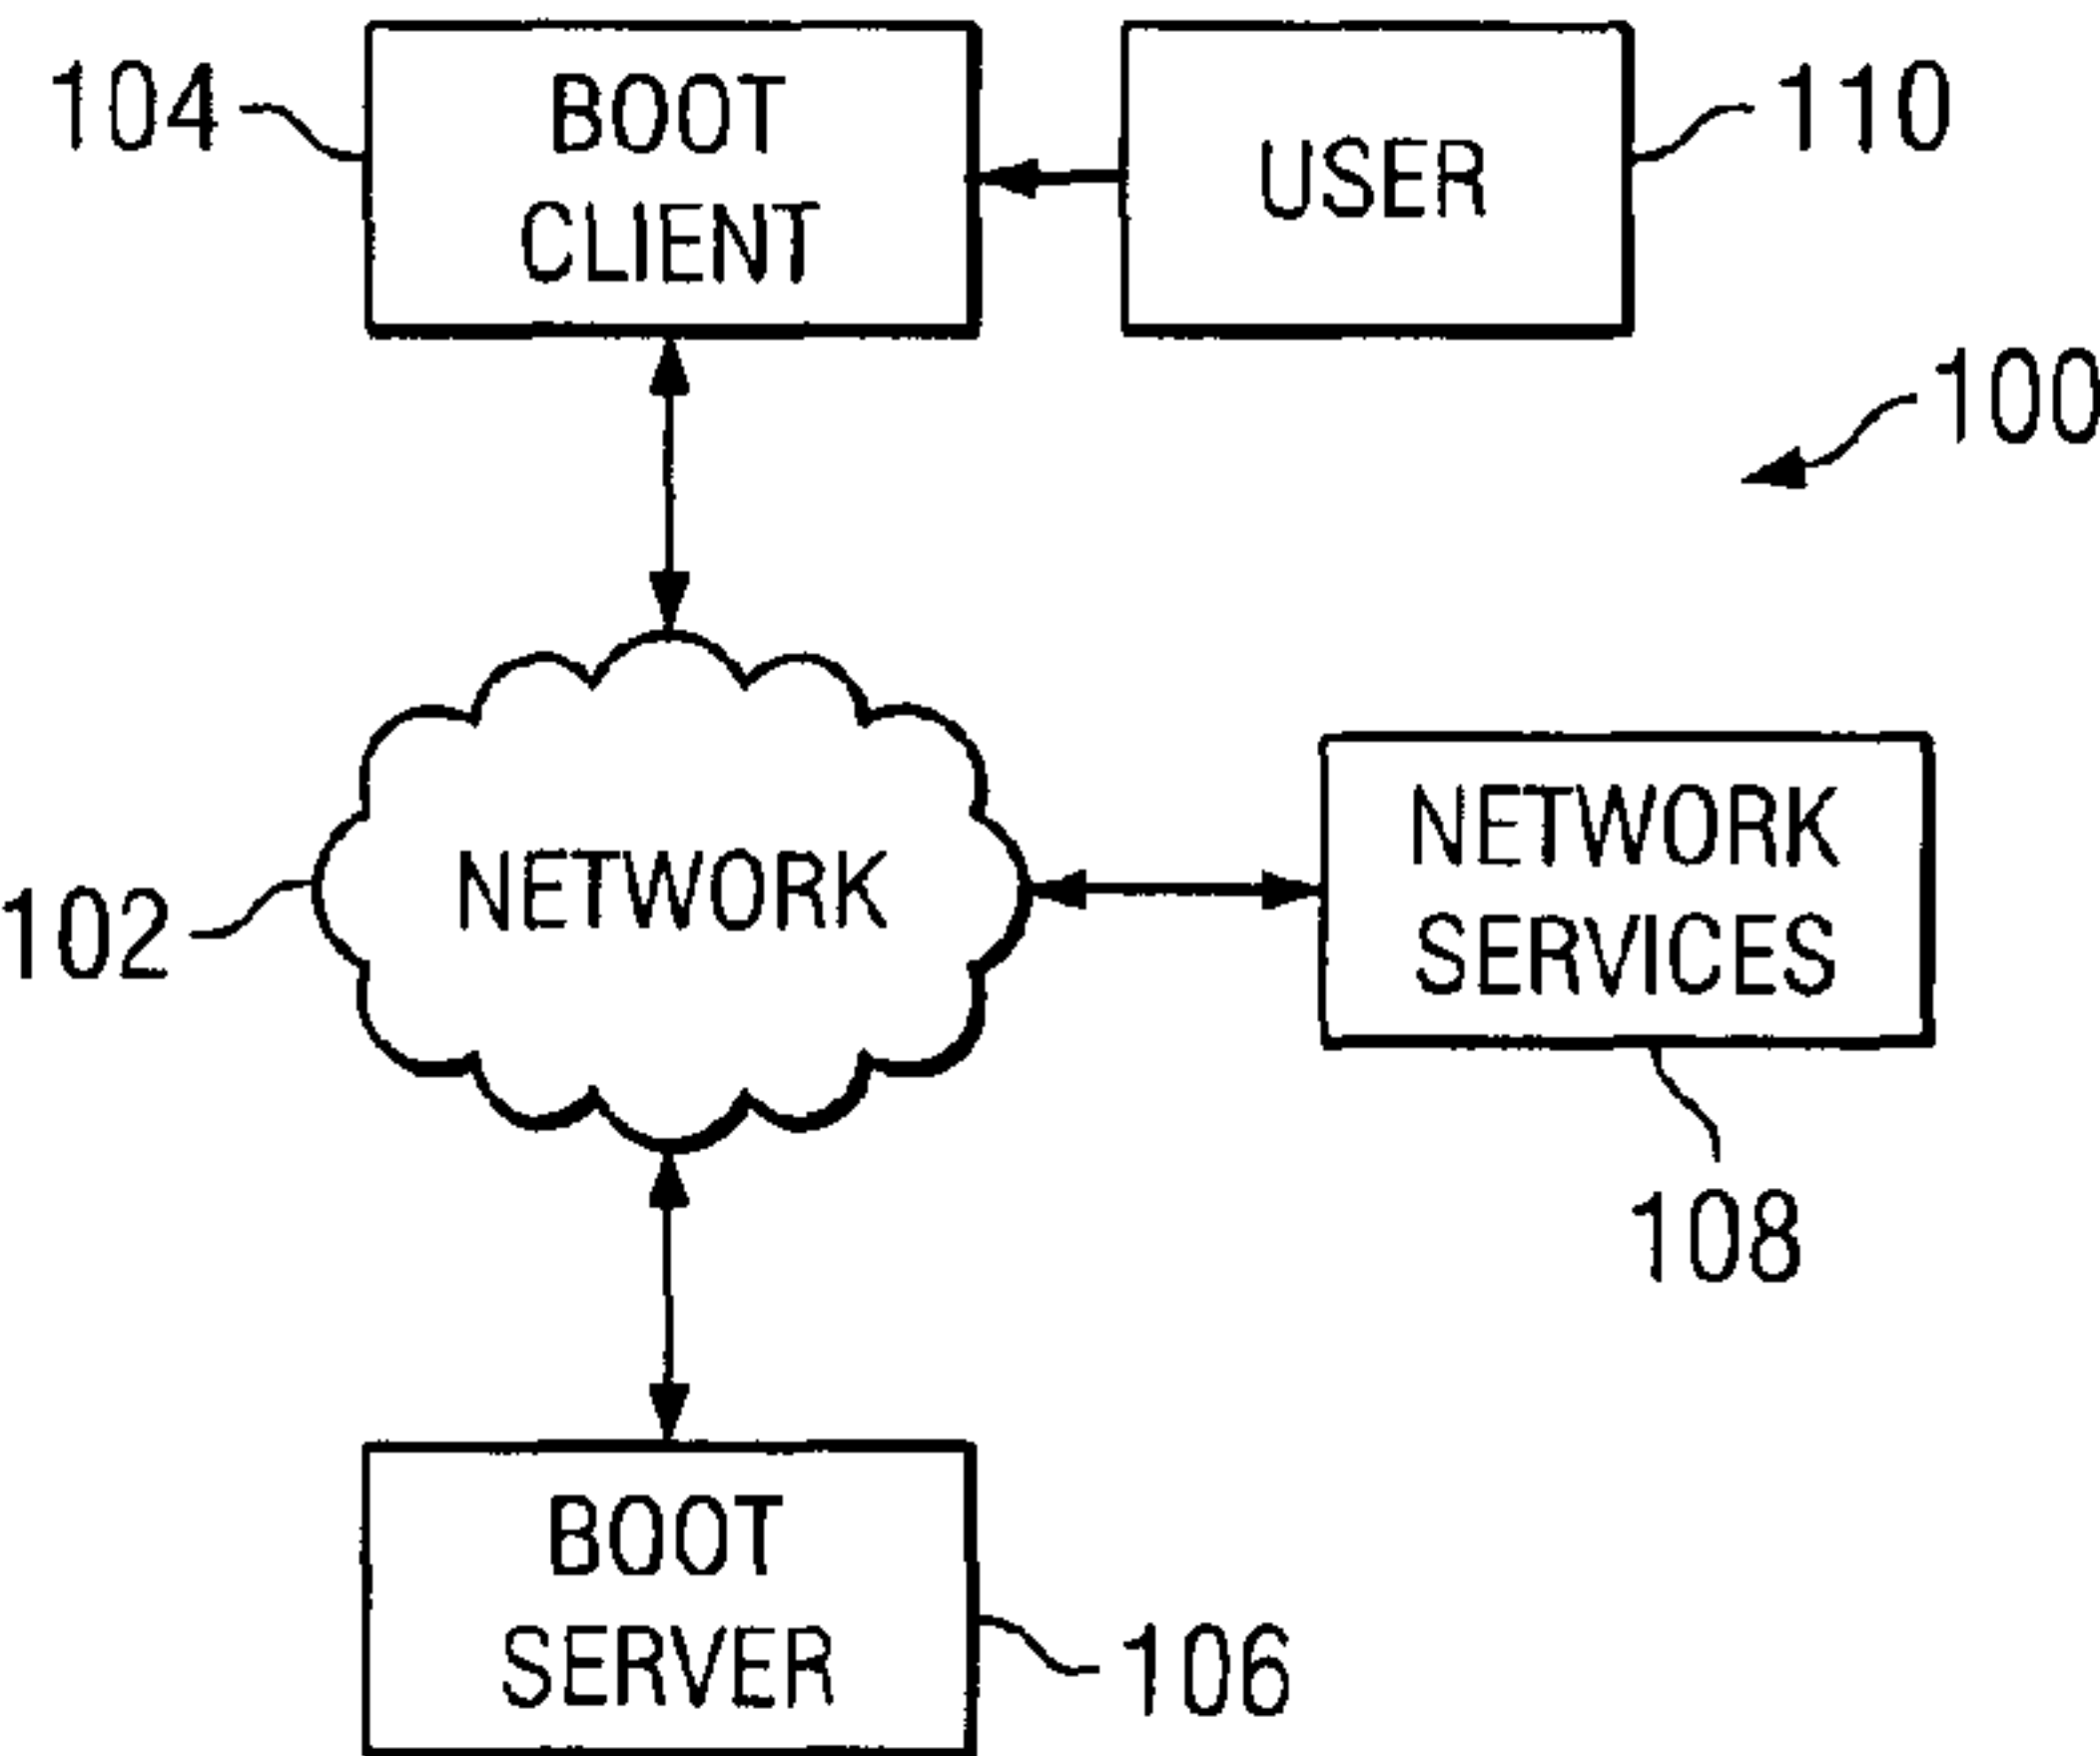 104
BOOT
CLIENT
USER
110
100
NETWORK
102
NETWORK
SERVICES
108
BOOT
SERVER
106